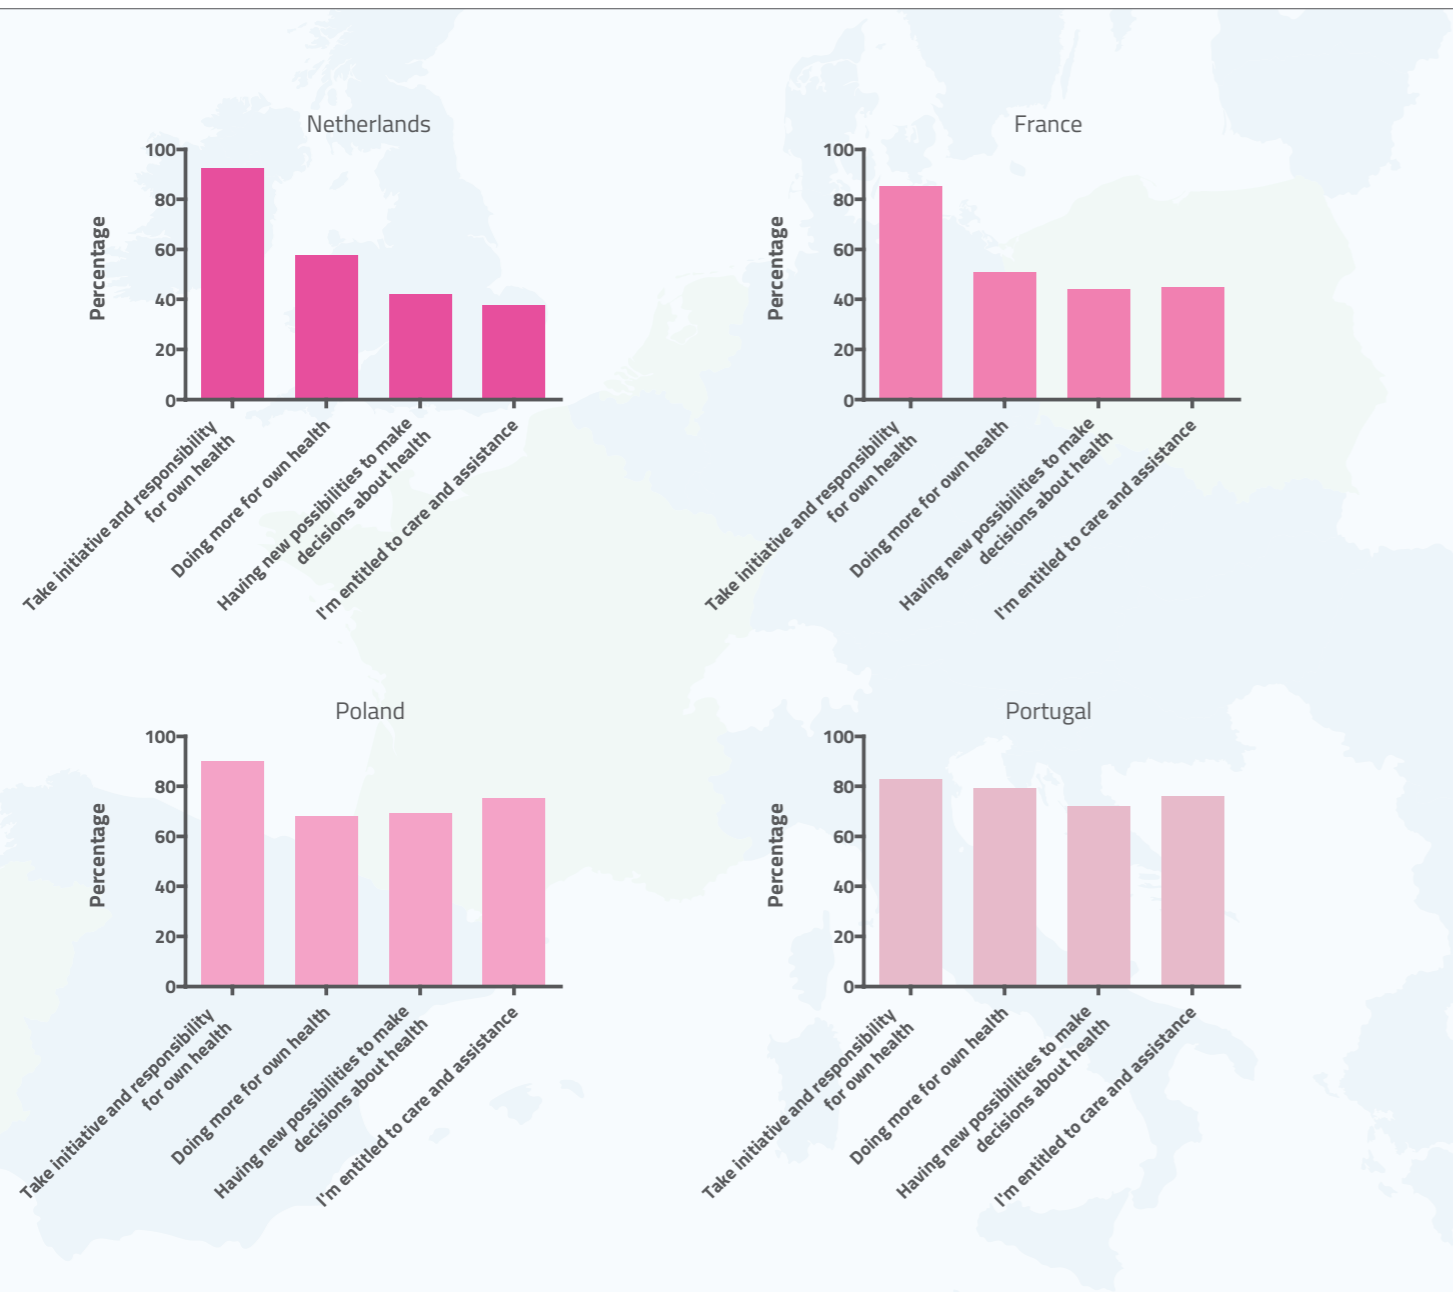 Netherlands
Percentage
100
80
60
40
20
0
Take initiative and responsibility
for own health
Doing more for own health
Having new possibilities to make
decisions about health
I'm entitled to care and assistance
France
Percentage
100
80
60
40
20
0
Take initiative and responsibility
for own health
Doing more for own health
Having new possibilities to make
decisions about health
I'm entitled to care and assistance
Poland
Percentage
100
80
60
40
20
0
Take initiative and responsibility
for own health
Doing more for own health
Having new possibilities to make
decisions about health
I'm entitled to care and assistance
Portugal
Percentage
100
80
60
40
20
0
Take initiative and responsibility
for own health
Doing more for own health
Having new possibilities to make
decisions about health
I'm entitled to care and assistance